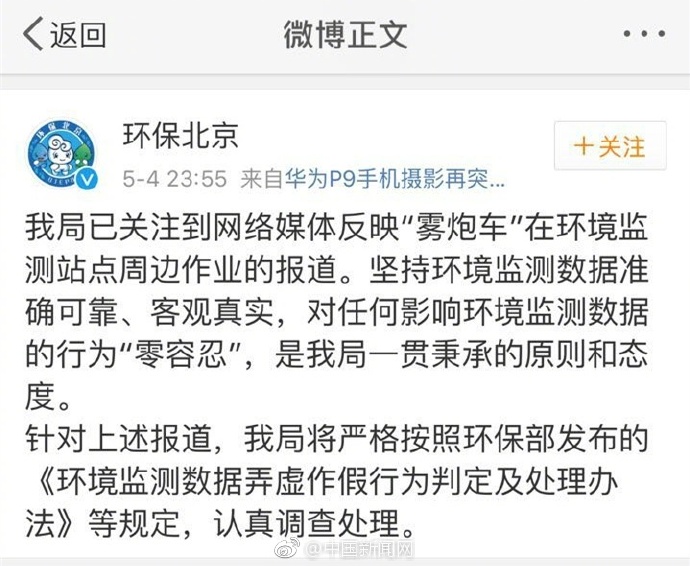 返回
微博正文
环保北京
环保北京
5-4 23:55 来自华为P9手机摄影再突...
+关注
我局已关注到网络媒体反映“雾炮车”在环境监
测站点周边作业的报道。坚持环境监测数据准
确可靠、客观真实，对任何影响环境监测数据
的行为“零容忍”，是我局一贯秉承的原则和态
度。
针对上述报道，我局将严格按照环保部发布的
《环境监测数据弄虚作假行为判定及处理办
法》等规定，认真调查处理。
@中国新闻网